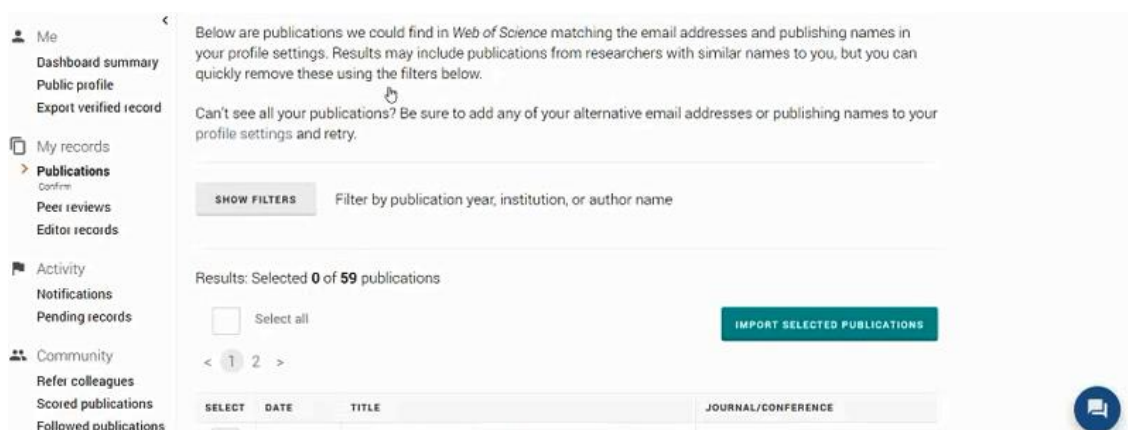 Me
Dashboard summary
Public profile
Export verified record
My records
Publications
Confirm
Peer reviews
Editor records
Activity
Notifications
Pending records
Community
Refer colleagues
Scored publications
Followed publications
Below are publications we could find in Web of Science matching the email addresses and publishing names in
your profile settings. Results may include publications from researchers with similar names to you, but you can
quickly remove these using the filters below.
Can't see all your publications? Be sure to add any of your alternative email addresses or publishing names to your
profile settings and retry.
SHOW FILTERS Filter by publication year, institution, or author name
Results: Selected 0 of 59 publications
Select all
IMPORT SELECTED PUBLICATIONS
< 1 2 >
SELECT DATE TITLE JOURNAL/CONFERENCE